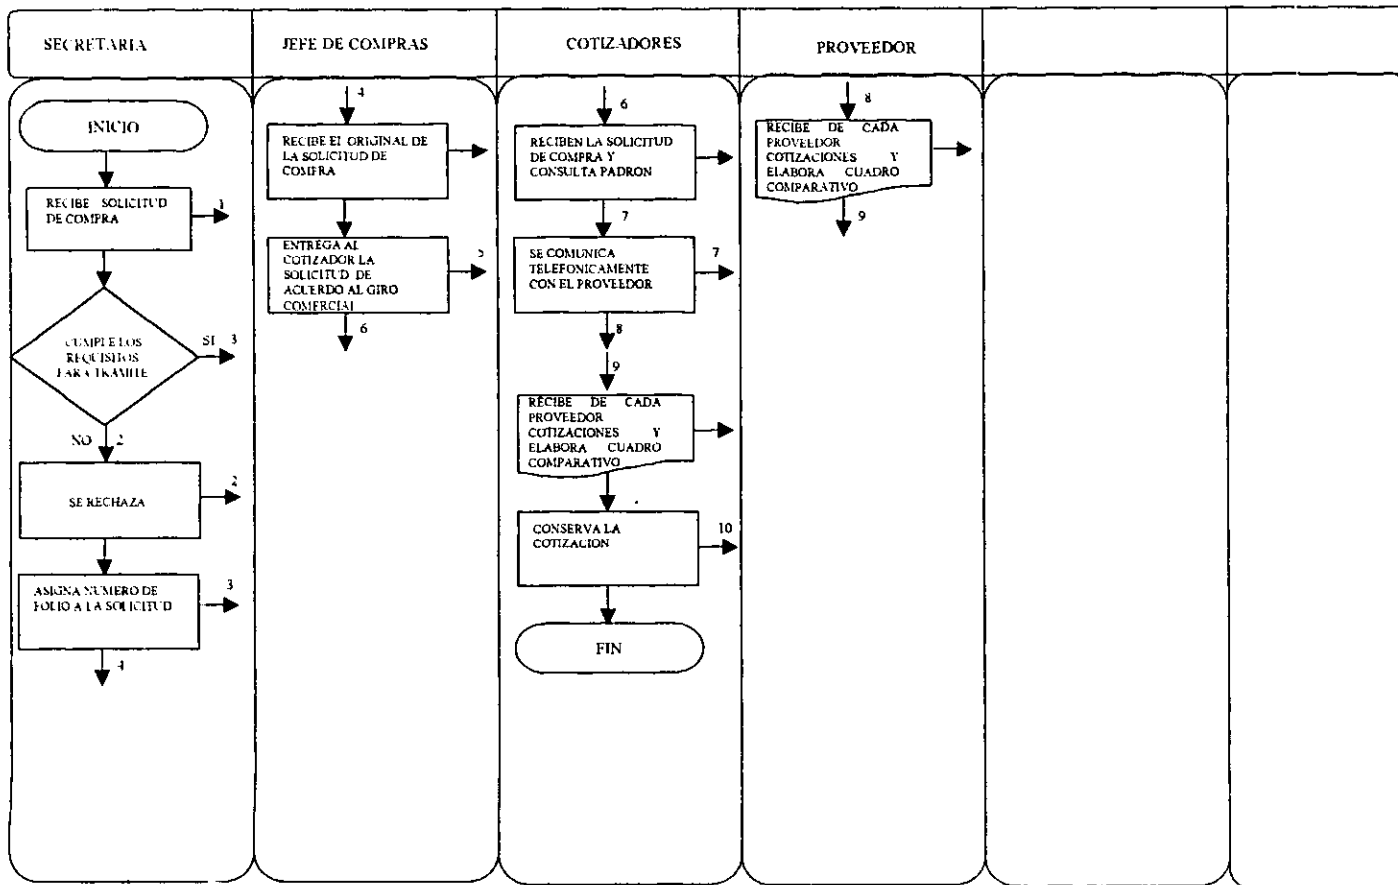 SECRETARIA
JEFE DE COMPRAS
COTIZADORES
PROVEEDOR
INICIO
RECIBE SOLICITUD
DE COMPRA
1
CUMPLE LOS
REQUISITOS
PARA TRAMITE
SI 3
NO 2
SE RECHAZA
2
ASIGNA NUMERO DE
FOLIO A LA SOLICITUD
3
4
4
RECIBE El ORIGINAL DE
LA SOLICITUD DE
COMPRA
ENTREGA AL
COTIZADOR LA
SOLICITUD DE
ACUERDO AL GIRO
COMERCIAL
5
6
6
RECIBEN LA SOLICITUD
DE COMPRA Y
CONSULTA PADRON
7
SE COMUNICA
TELEFONICAMENTE
CON EL PROVEEDOR
7
8
9
RECIBE DE CADA
PROVEEDOR
COTIZACIONES Y
ELABORA CUADRO
COMPARATIVO
CONSERVA LA
COTIZACION
10
FIN
8
RECIBE DE CADA
PROVEEDOR
COTIZACIONES Y
ELABORA CUADRO
COMPARATIVO
9